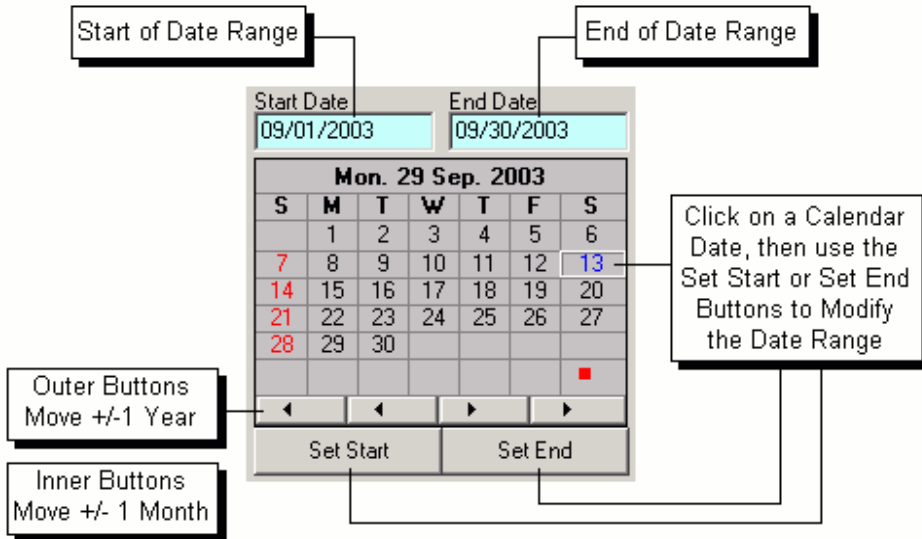 Start of Date Range
End of Date Range
Start Date
End Date
09/01/2003
09/30/2003
Mon. 29 Sep. 2003
S M T W T F S
1 2 3 4 5 6
7 8 9 10 11 12 13
14 15 16 17 18 19 20
21 22 23 24 25 26 27
28 29 30
Set Start
Set End
Click on a Calendar
Date, then use the
Set Start or Set End
Buttons to Modify
the Date Range
Outer Buttons
Move +/-1 Year
Inner Buttons
Move +/- 1 Month